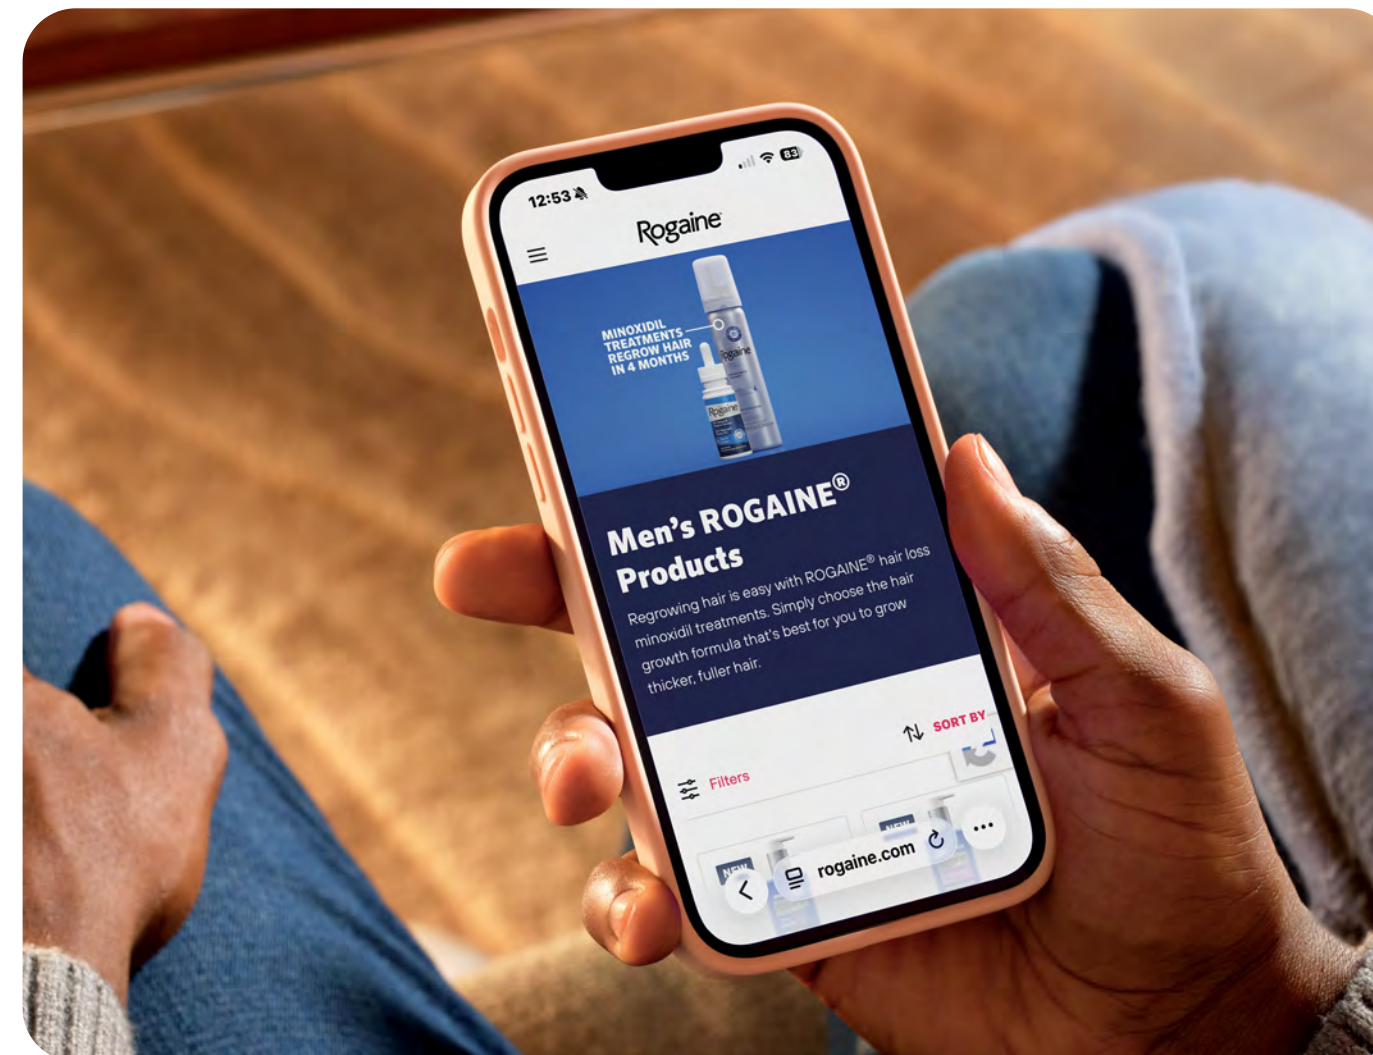 12:53
83
Rogaine
MINOXIDIL
TREATMENTS
REGROW HAIR
IN 4 MONTHS
Rogaine
Rogaine
Men's ROGAINE®
Products
Regrowing hair is easy with ROGAINE® hair loss
minoxidil treatments. Simply choose the hair
growth formula that's best for you to grow
thicker, fuller hair.
SORT BY
Filters
NEW
NEW
rogaine.com